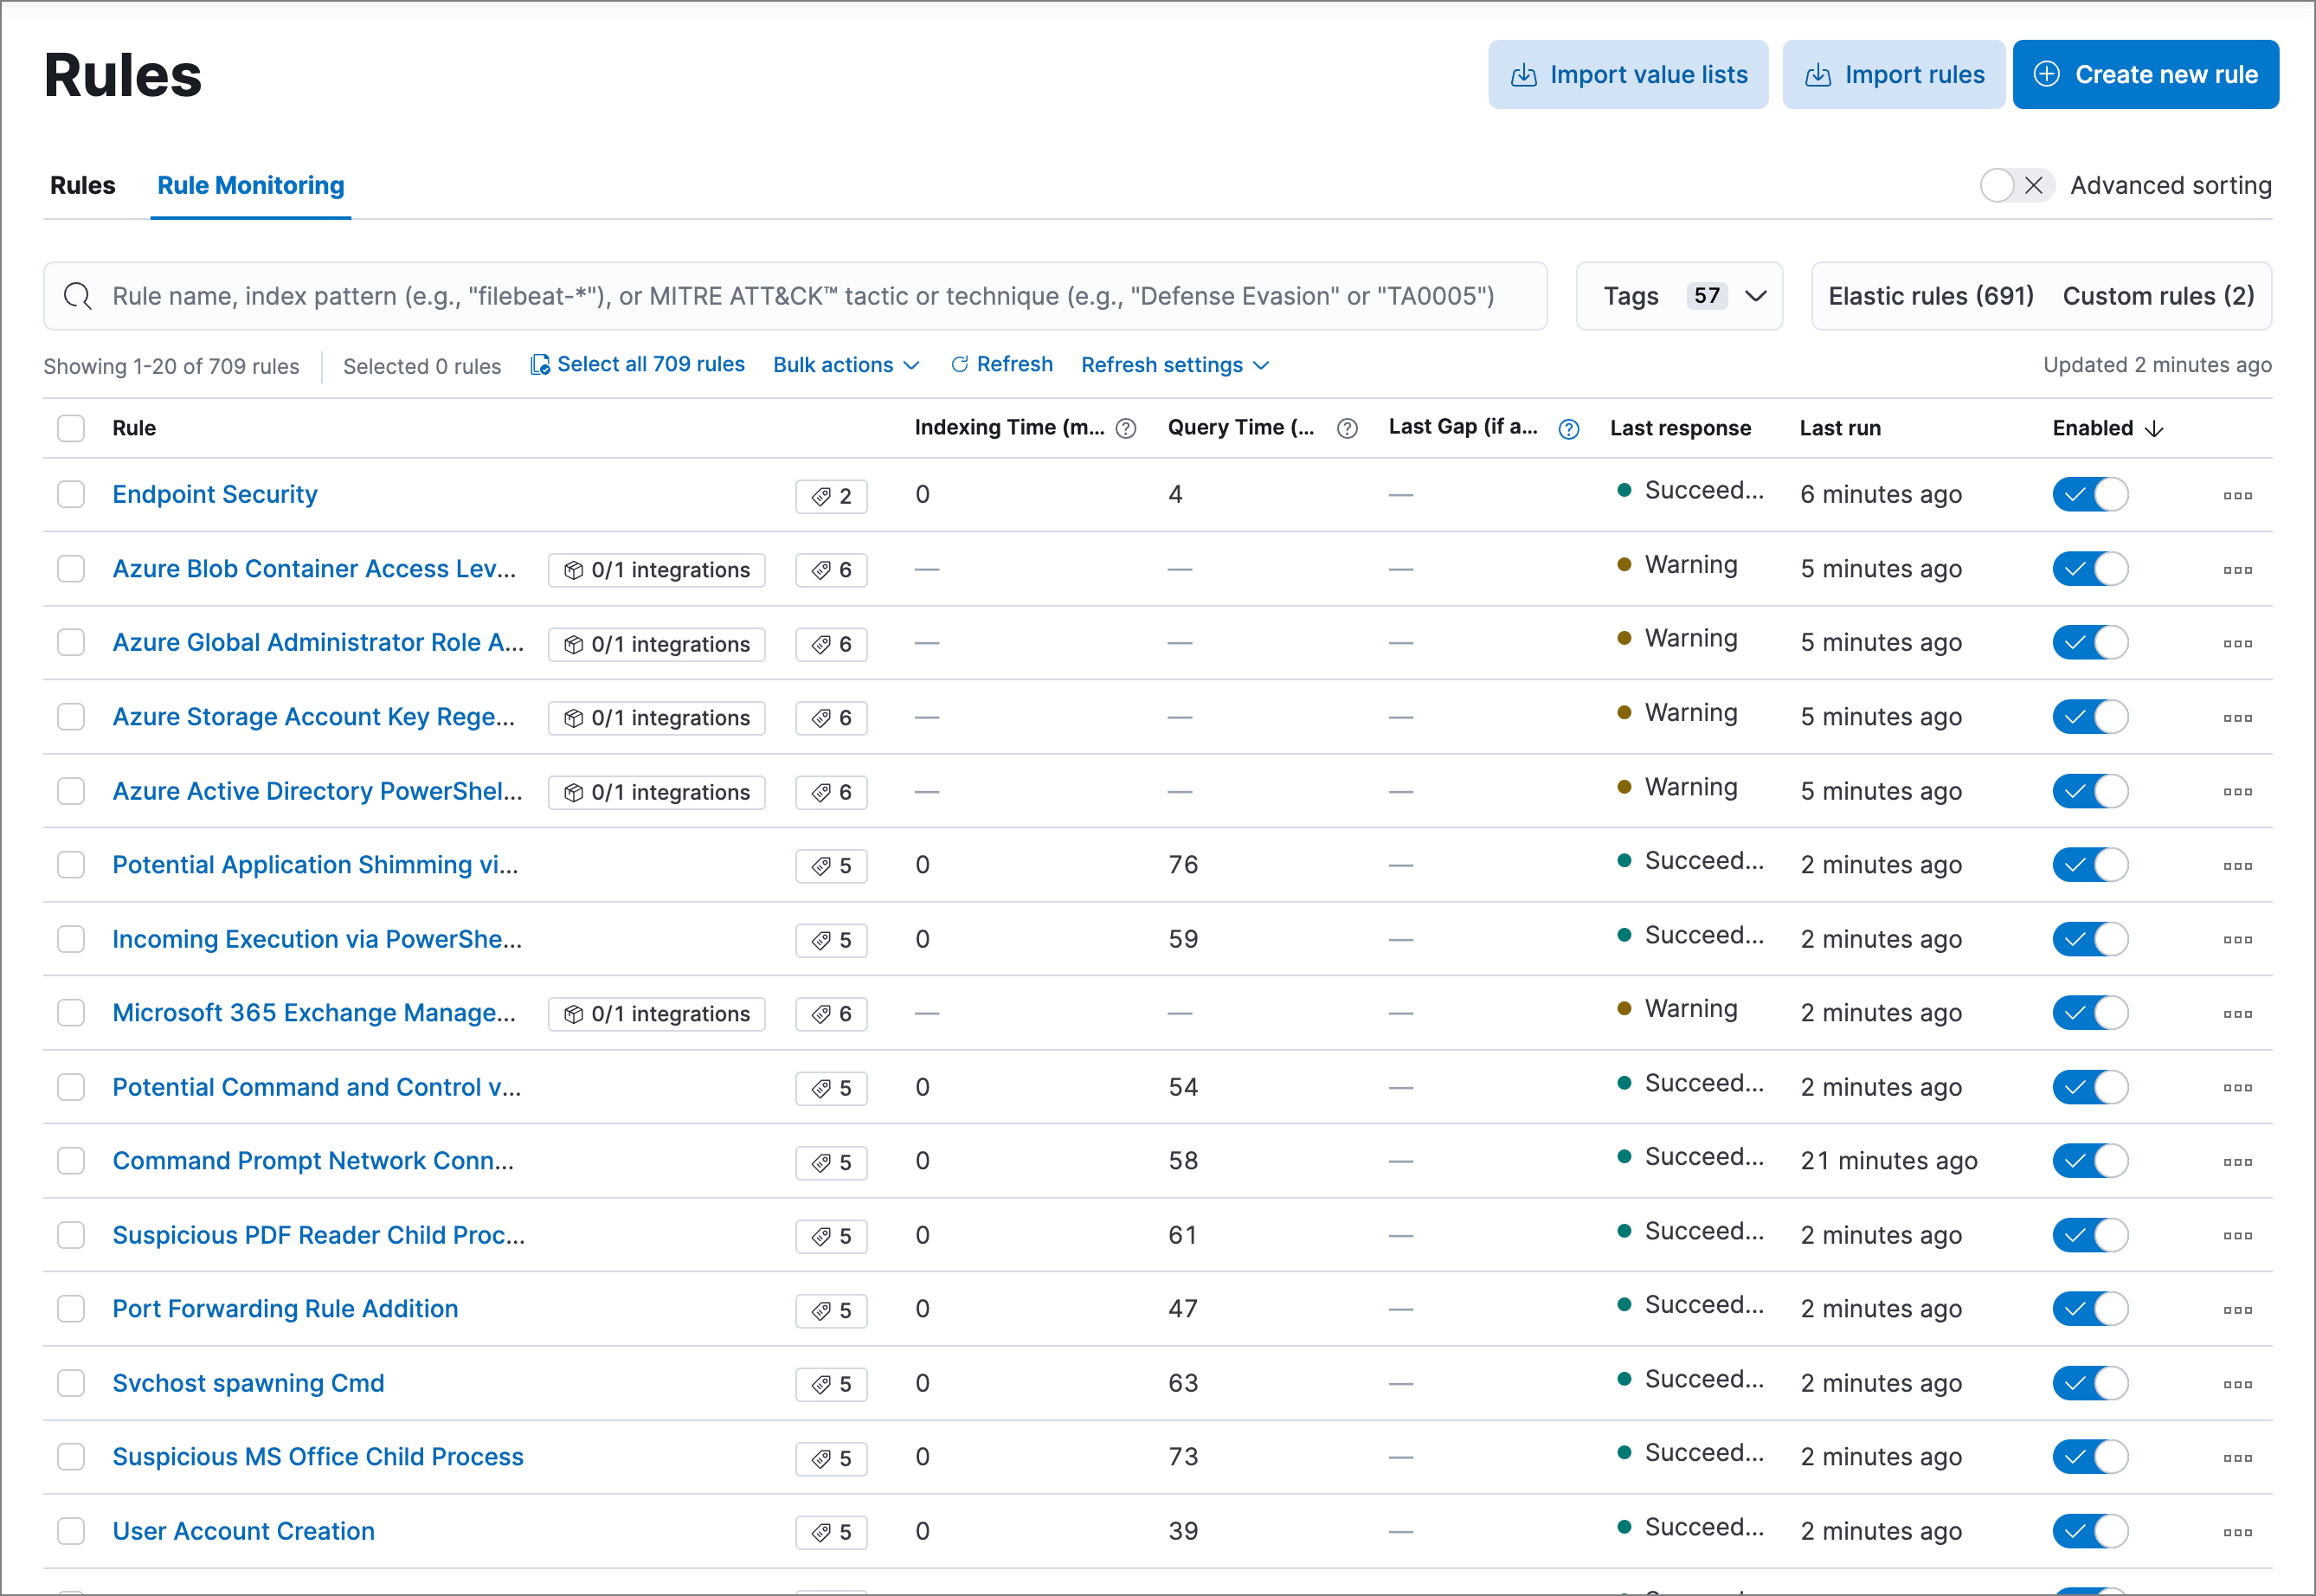 Rules
Import value lists
Import rules
Create new rule
Rules
Rule Monitoring
Advanced sorting
Rule name, index pattern (e.g., "filebeat-*"), or MITRE ATT&CK™ tactic or technique (e.g., "Defense Evasion" or "TA0005")
Tags 57
Elastic rules (691) Custom rules (2)
Showing 1-20 of 709 rules Selected 0 rules Select all 709 rules Bulk actions Refresh Refresh settings Updated 2 minutes ago
Rule Indexing Time (m... Query Time (... Last Gap (if a... Last response Last run Enabled
Endpoint Security 2 0 4 — Succeed... 6 minutes ago
Azure Blob Container Access Lev... 0/1 integrations 6 — — — Warning 5 minutes ago
Azure Global Administrator Role A... 0/1 integrations 6 — — — Warning 5 minutes ago
Azure Storage Account Key Rege... 0/1 integrations 6 — — — Warning 5 minutes ago
Azure Active Directory PowerShel... 0/1 integrations 6 — — — Warning 5 minutes ago
Potential Application Shimming vi... 5 0 76 — Succeed... 2 minutes ago
Incoming Execution via PowerShe... 5 0 59 — Succeed... 2 minutes ago
Microsoft 365 Exchange Manage... 0/1 integrations 6 — — — Warning 2 minutes ago
Potential Command and Control v... 5 0 54 — Succeed... 2 minutes ago
Command Prompt Network Conn... 5 0 58 — Succeed... 21 minutes ago
Suspicious PDF Reader Child Proc... 5 0 61 — Succeed... 2 minutes ago
Port Forwarding Rule Addition 5 0 47 — Succeed... 2 minutes ago
Svchost spawning Cmd 5 0 63 — Succeed... 2 minutes ago
Suspicious MS Office Child Process 5 0 73 — Succeed... 2 minutes ago
User Account Creation 5 0 39 — Succeed... 2 minutes ago